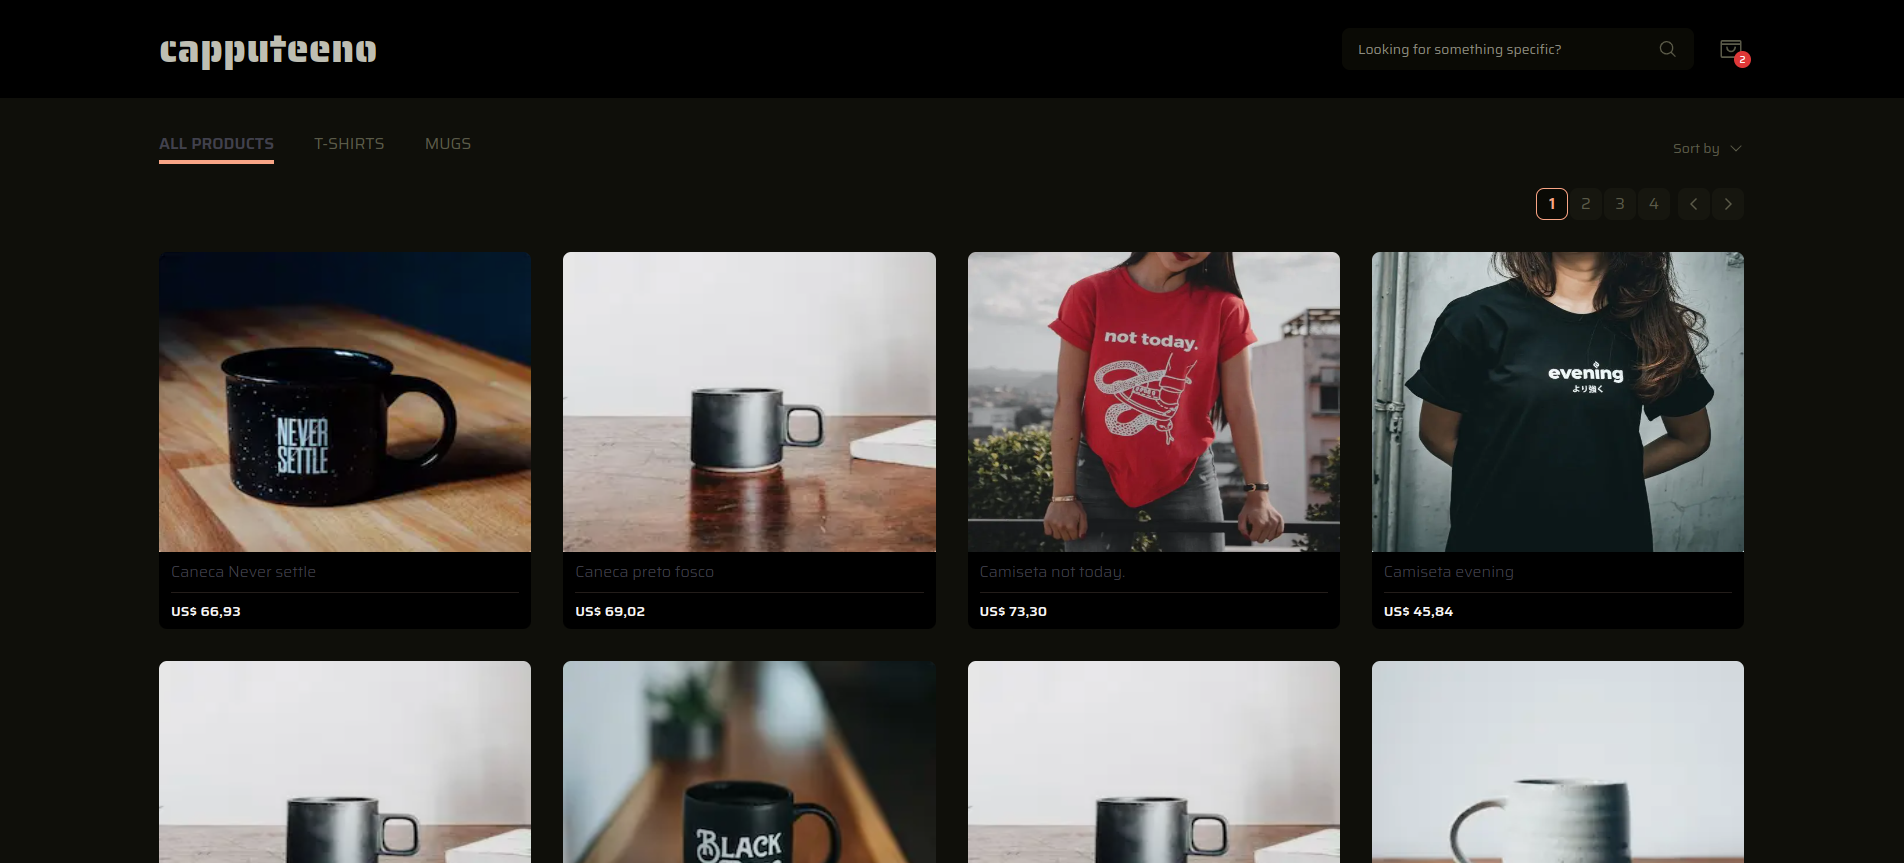 capputeeno
Looking for something specific?
2
ALL PRODUCTS T-SHIRTS MUGS
Sort by
1 2 3 4
NEVER
SETTLE
not today.
evening
より強く
Caneca Never settle
US$ 66,93
Caneca preto fosco
US$ 69,02
Camiseta not today.
US$ 73,30
Camiseta evening
US$ 45,84
BLACK